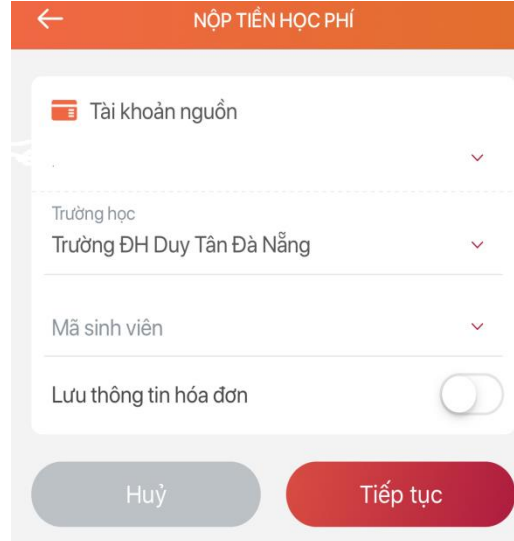 NỘP TIỀN HỌC PHÍ
Tài khoản nguồn
Trường học
Trường ĐH Duy Tân Đà Nẵng
Mã sinh viên
Lưu thông tin hóa đơn
Huỷ
Tiếp tục